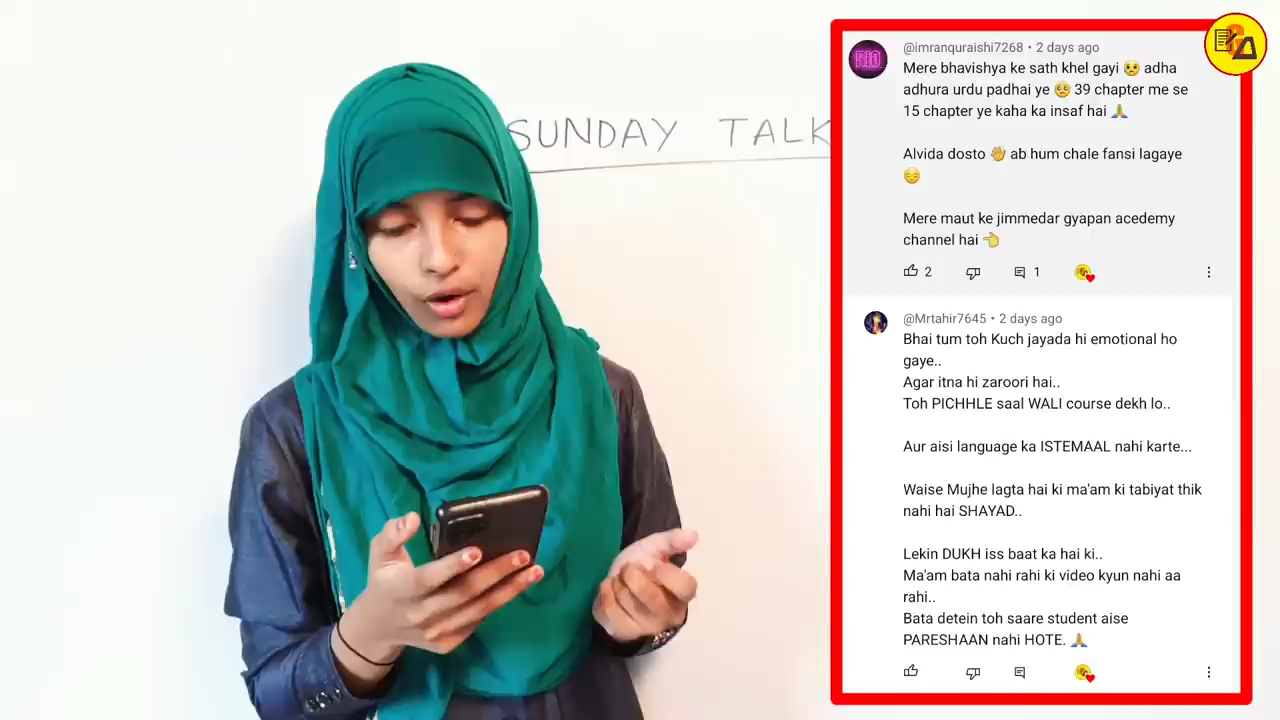 SUNDAY TALK
@imranquraishi7268 • 2 days ago
Mere bhavishya ke sath khel gayi 😥 adha
adhura urdu padhai ye 🥺 39 chapter me se
15 chapter ye kaha ka insaf hai 🙏
Alvida dosto 👋 ab hum chale fansi lagaye
😔
Mere maut ke jimmedar gyapan acedemy
channel hai 👈
2 1
@Mrtahir7645 • 2 days ago
Bhai tum toh Kuch jayada hi emotional ho
gaye..
Agar itna hi zaroori hai..
Toh PICHHLE saal WALI course dekh lo..
Aur aisi language ka ISTEMAAL nahi karte...
Waise Mujhe lagta hai ki ma'am ki tabiyat thik
nahi hai SHAYAD..
Lekin DUKH iss baat ka hai ki..
Ma'am bata nahi rahi ki video kyun nahi aa
rahi..
Bata detein toh saare student aise
PARESHAAN nahi HOTE. 🙏